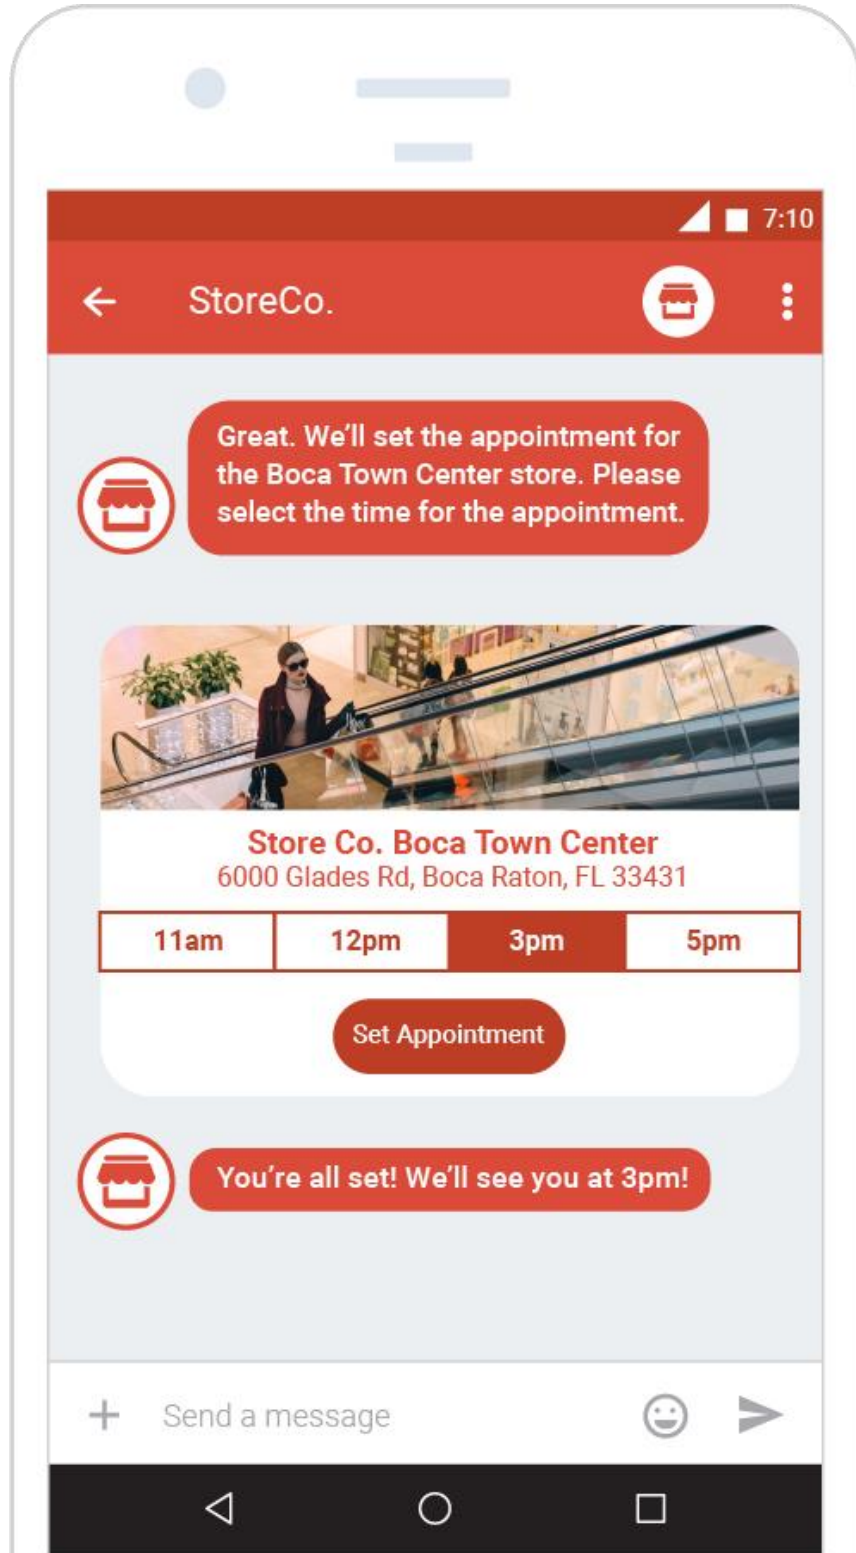 7:10
StoreCo.
Great. We'll set the appointment for
the Boca Town Center store. Please
select the time for the appointment.
Store Co. Boca Town Center
6000 Glades Rd, Boca Raton, FL 33431
11am 12pm 3pm 5pm
Set Appointment
You're all set! We'll see you at 3pm!
Send a message